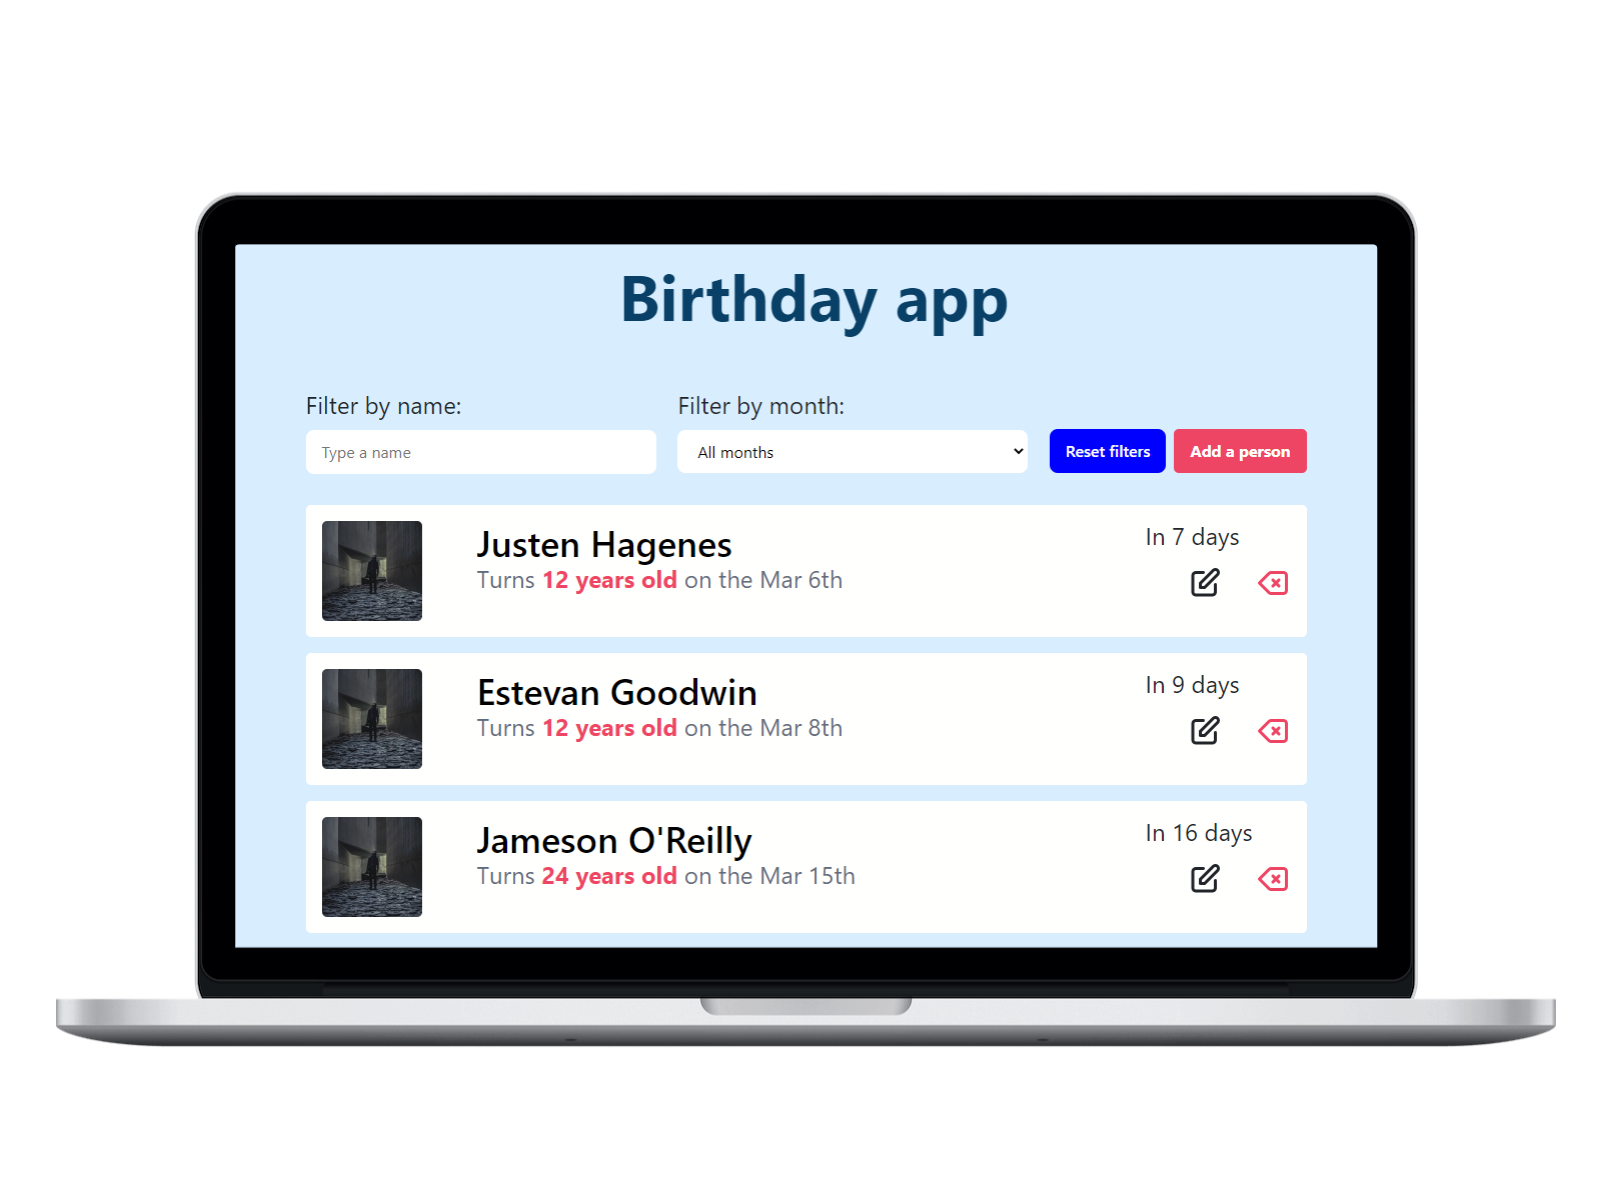 Birthday app
Filter by name:
Filter by month:
Type a name
All months
Reset filters
Add a person
Justen Hagenes
Turns 12 years old on the Mar 6th
In 7 days
Estevan Goodwin
Turns 12 years old on the Mar 8th
In 9 days
Jameson O'Reilly
Turns 24 years old on the Mar 15th
In 16 days